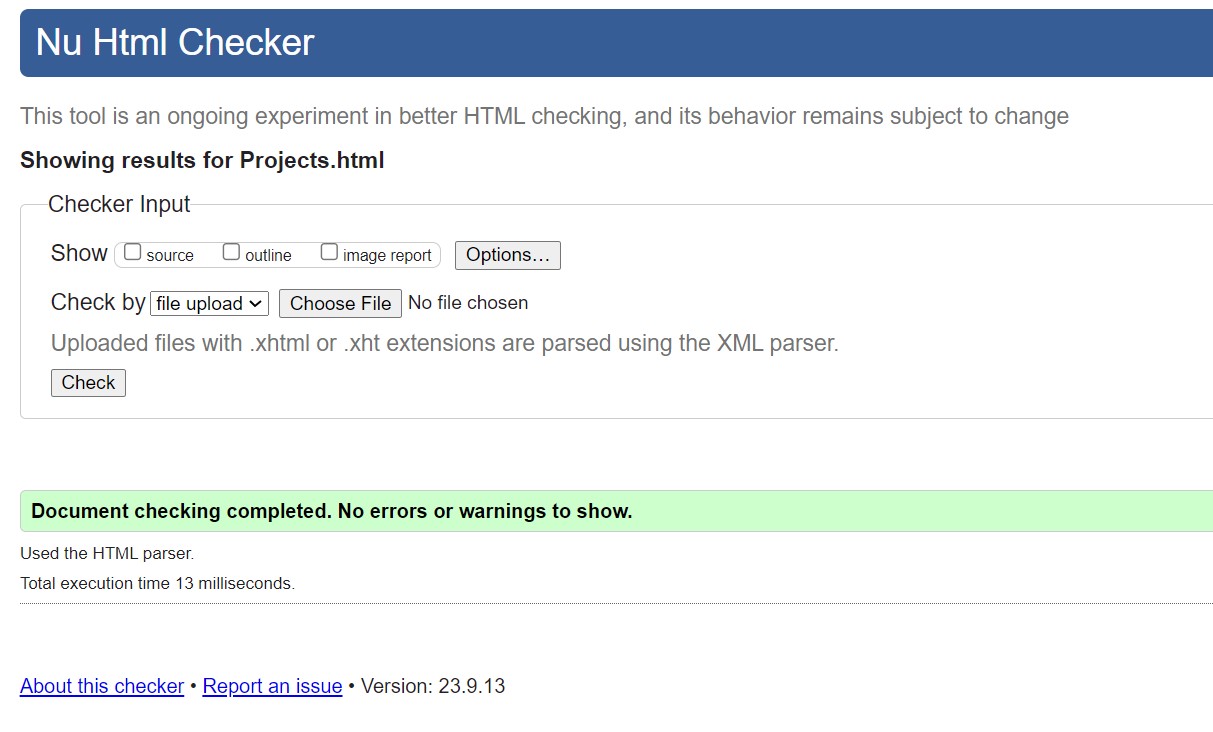 Nu Html Checker
This tool is an ongoing experiment in better HTML checking, and its behavior remains subject to change
Showing results for Projects.html
Checker Input
Show source outline image report Options…
Check by file upload Choose File No file chosen
Uploaded files with .xhtml or .xht extensions are parsed using the XML parser.
Check
Document checking completed. No errors or warnings to show.
Used the HTML parser.
Total execution time 13 milliseconds.
About this checker • Report an issue • Version: 23.9.13